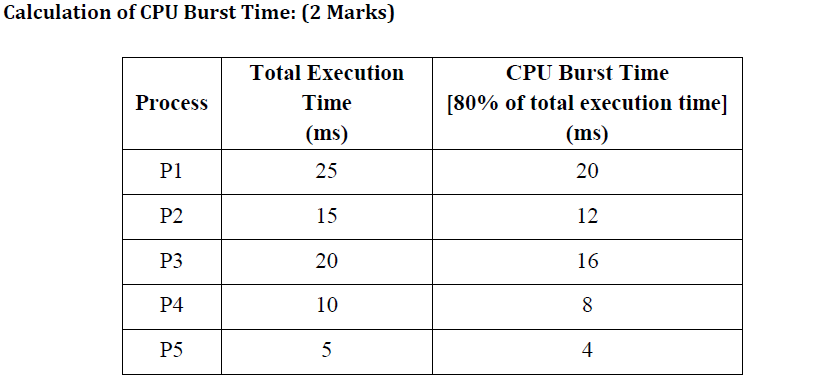 Calculation of CPU Burst Time: (2 Marks)
Process Total Execution Time (ms) CPU Burst Time [80% of total execution time] (ms)
P1 25 20
P2 15 12
P3 20 16
P4 10 8
P5 5 4